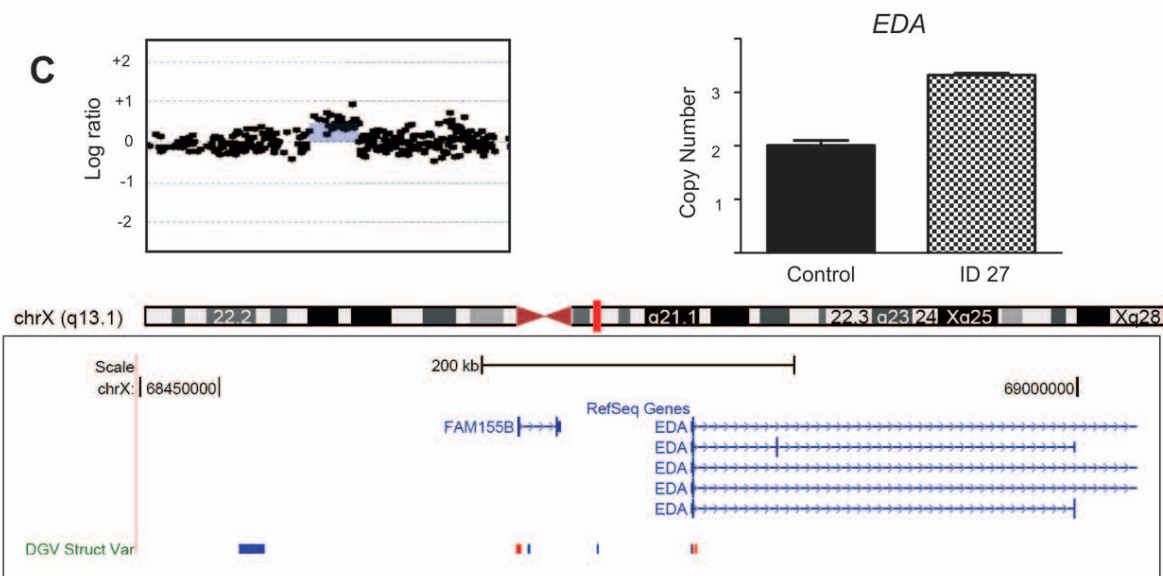 C
Log ratio
+2
+1
0
-1
-2
EDA
Copy Number
3
2
1
Control
ID 27
chrX (q13.1)
22.2
q21.1
22.3
q23
24
Xq25
Xq28
Scale
200 kb
chrX:
68450000
69000000
RefSeq Genes
FAM155B
EDA
EDA
EDA
EDA
EDA
DGV Struct Var